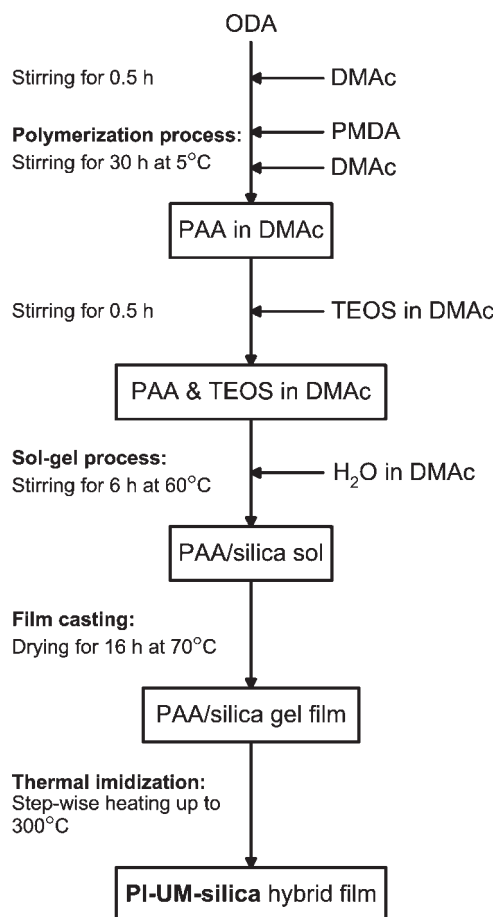 ODA
Stirring for 0.5 h
DMAc
Polymerization process:
PMDA
Stirring for 30 h at 5°C
DMAc
PAA in DMAc
Stirring for 0.5 h
TEOS in DMAc
PAA & TEOS in DMAc
Sol-gel process:
Stirring for 6 h at 60°C
H₂O in DMAc
PAA/silica sol
Film casting:
Drying for 16 h at 70°C
PAA/silica gel film
Thermal imidization:
Step-wise heating up to
300°C
PI-UM-silica hybrid film